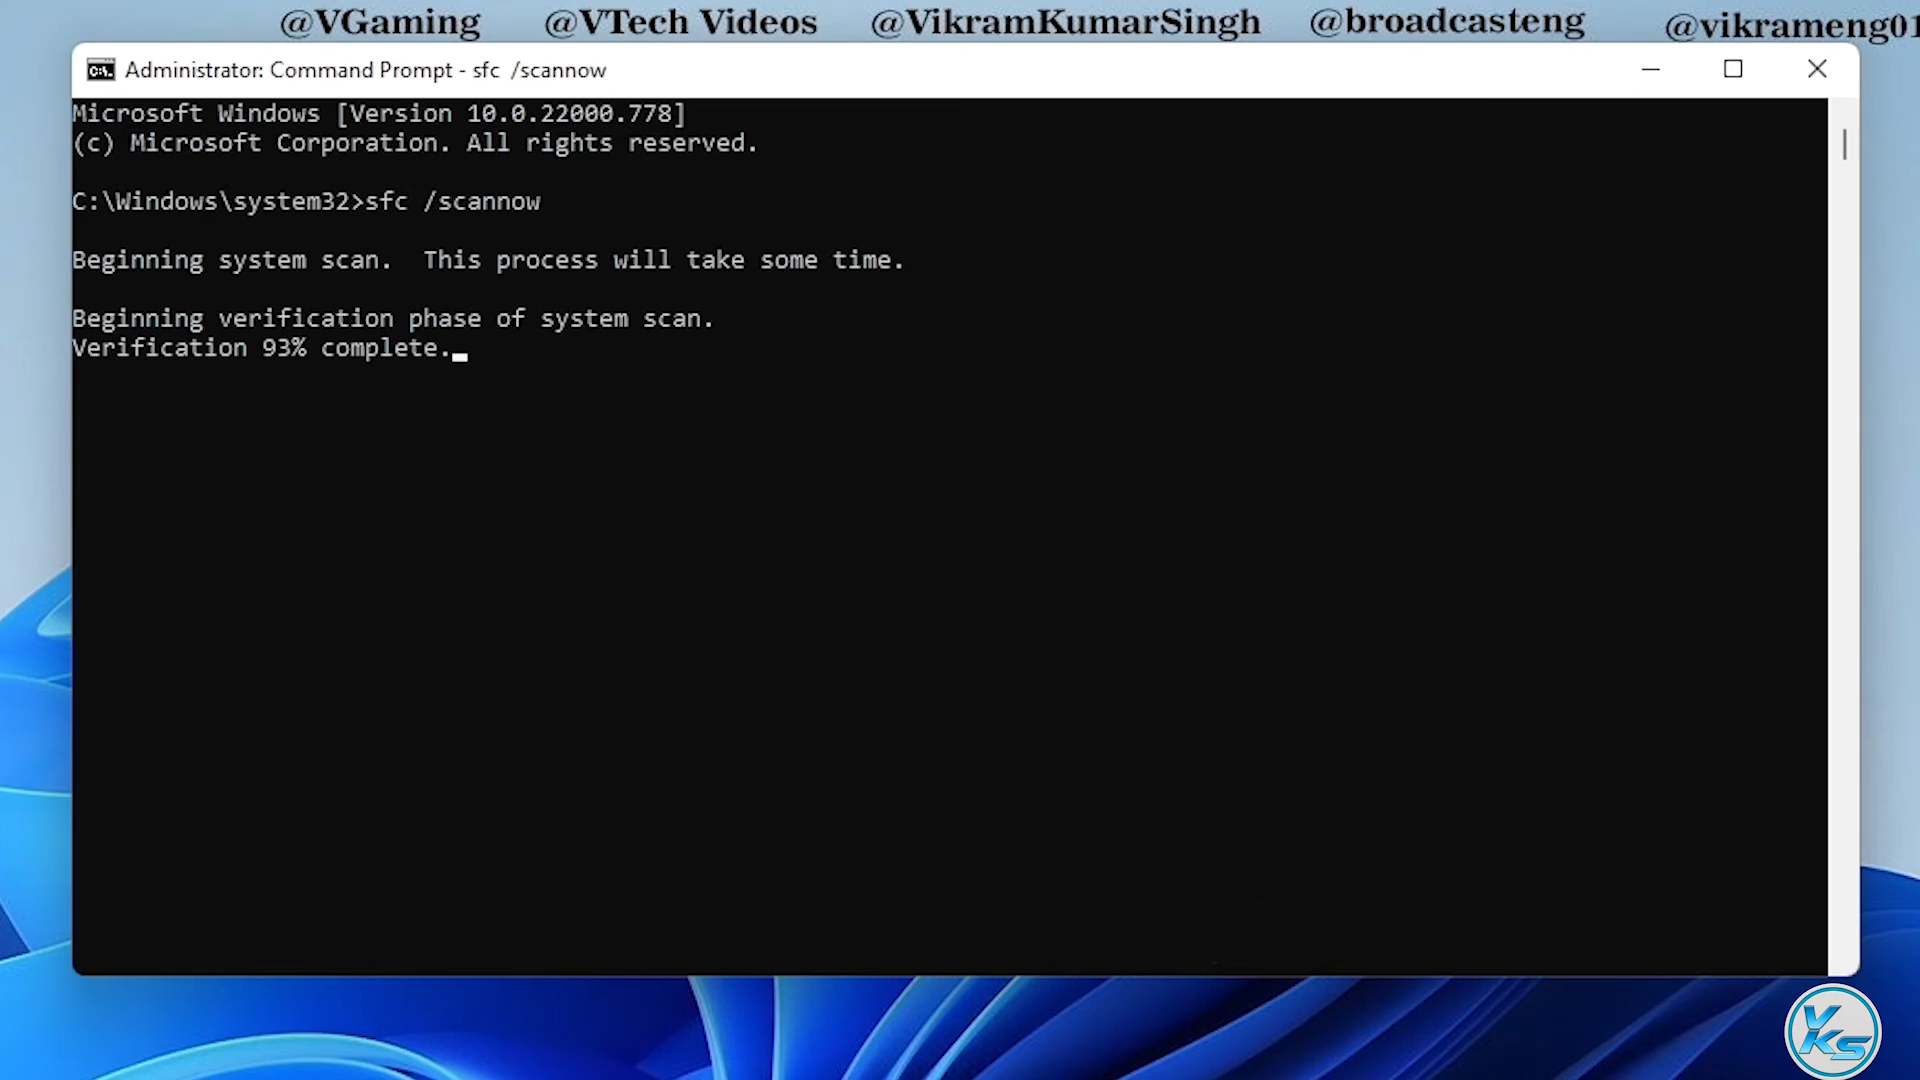 @VGaming @VTech Videos @VikramKumarSingh @broadcasteng @vikrameng01
Administrator: Command Prompt - sfc  /scannow
Microsoft Windows [Version 10.0.22000.778]
(c) Microsoft Corporation. All rights reserved.
C:\Windows\system32>sfc /scannow
Beginning system scan.  This process will take some time.
Beginning verification phase of system scan.
Verification 93% complete.
VKS